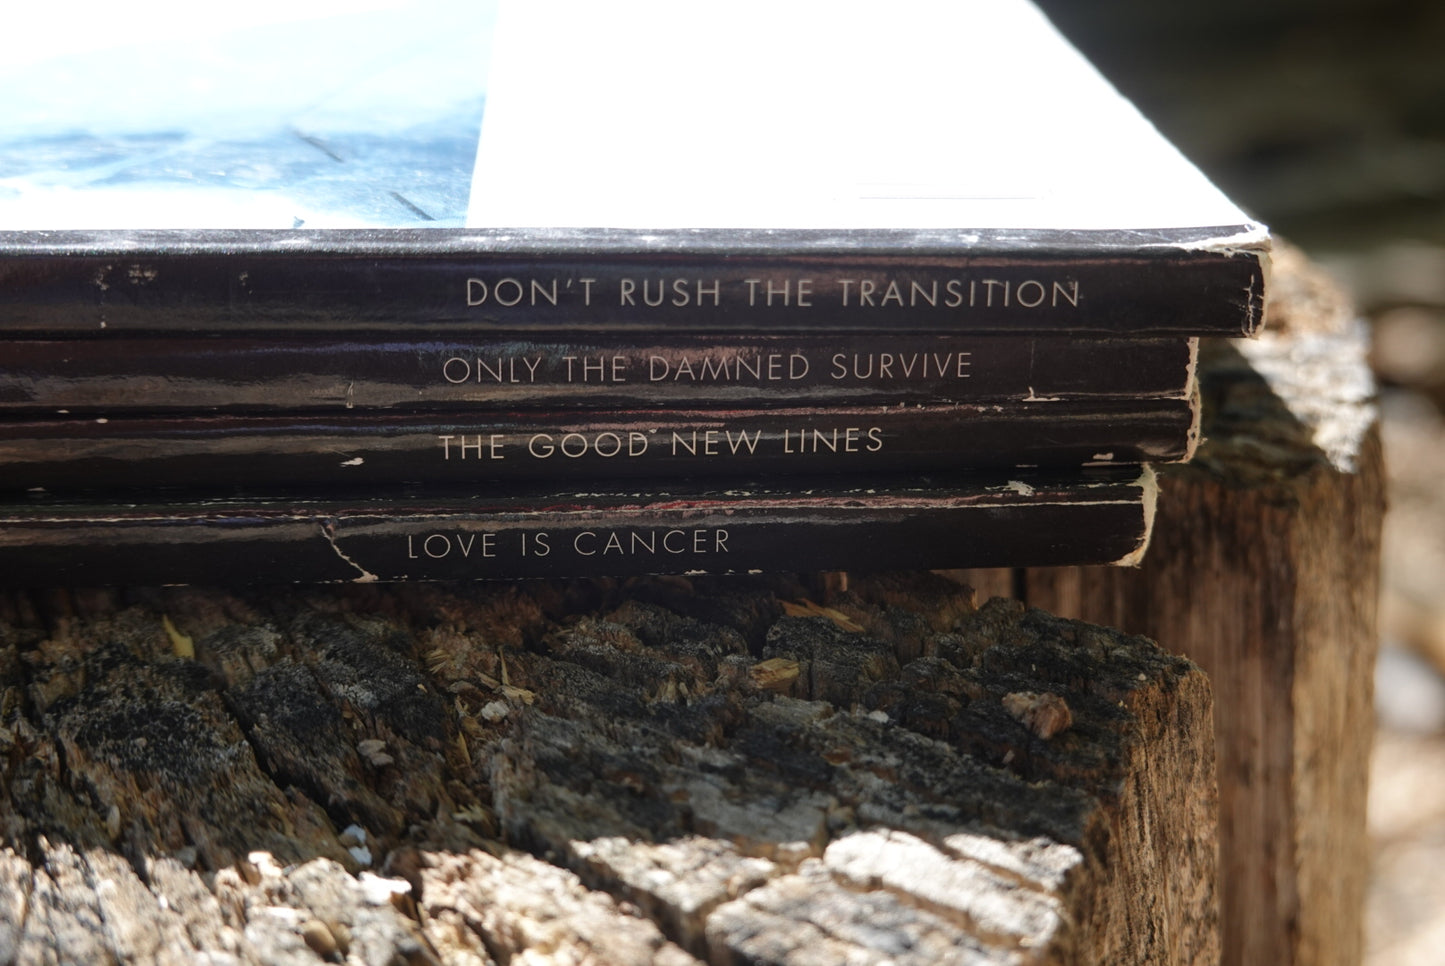 DON'T RUSH THE TRANSITION
ONLY THE DAMNED SURVIVE
THE GOOD NEW LINES
LOVE IS CANCER